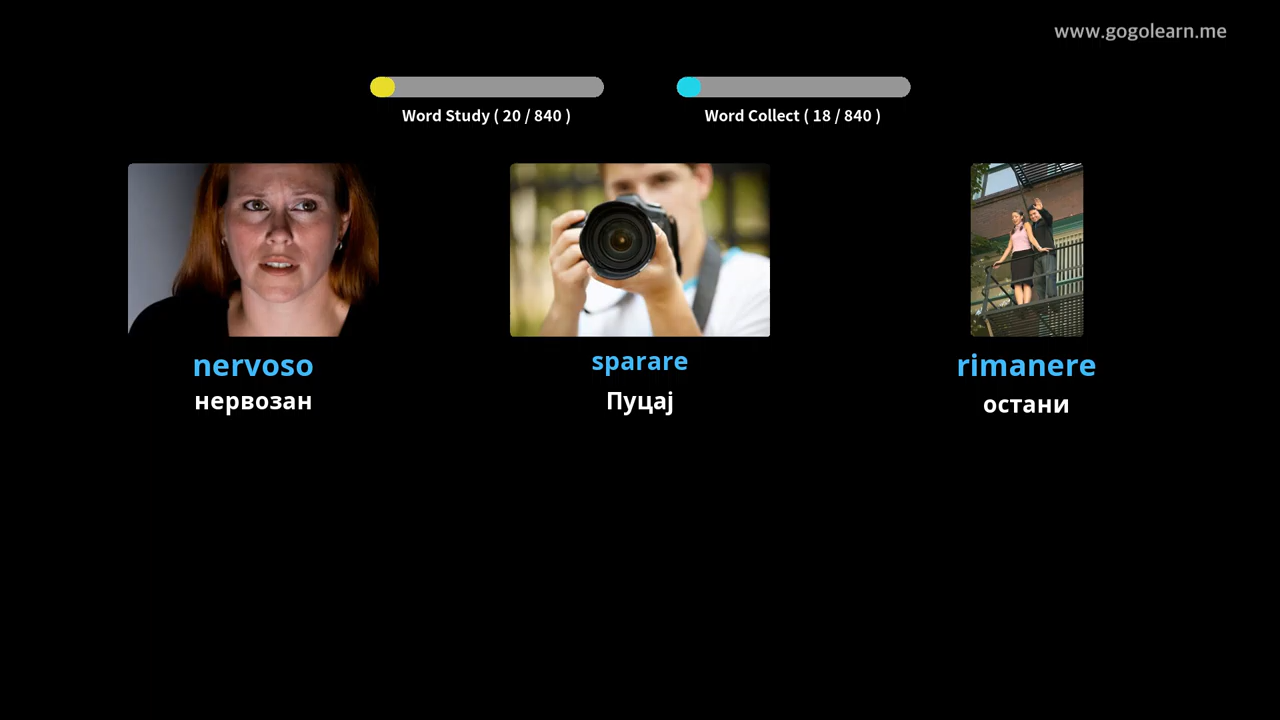 www.gogolearn.me
Word Study ( 20 / 840 )
Word Collect ( 18 / 840 )
nervoso
нервозан
sparare
Пуцај
rimanere
остани